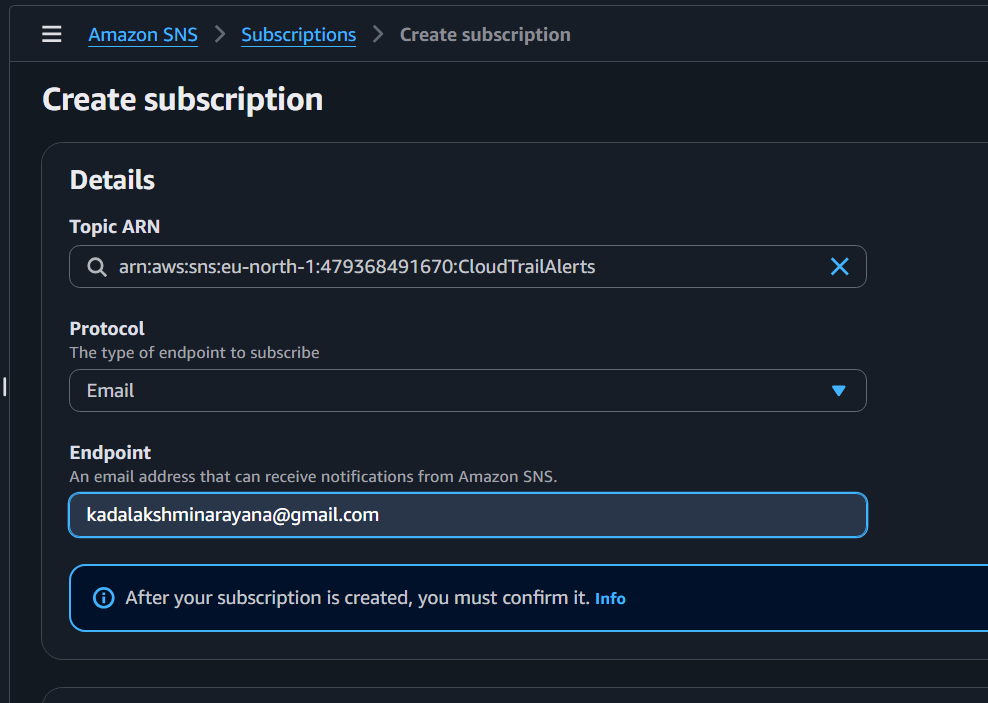 Amazon SNS > Subscriptions > Create subscription
Create subscription
Details
Topic ARN
arn:aws:sns:eu-north-1:479368491670:CloudTrailAlerts
Protocol
The type of endpoint to subscribe
Email
Endpoint
An email address that can receive notifications from Amazon SNS.
kadalakshminarayana@gmail.com
After your subscription is created, you must confirm it. Info